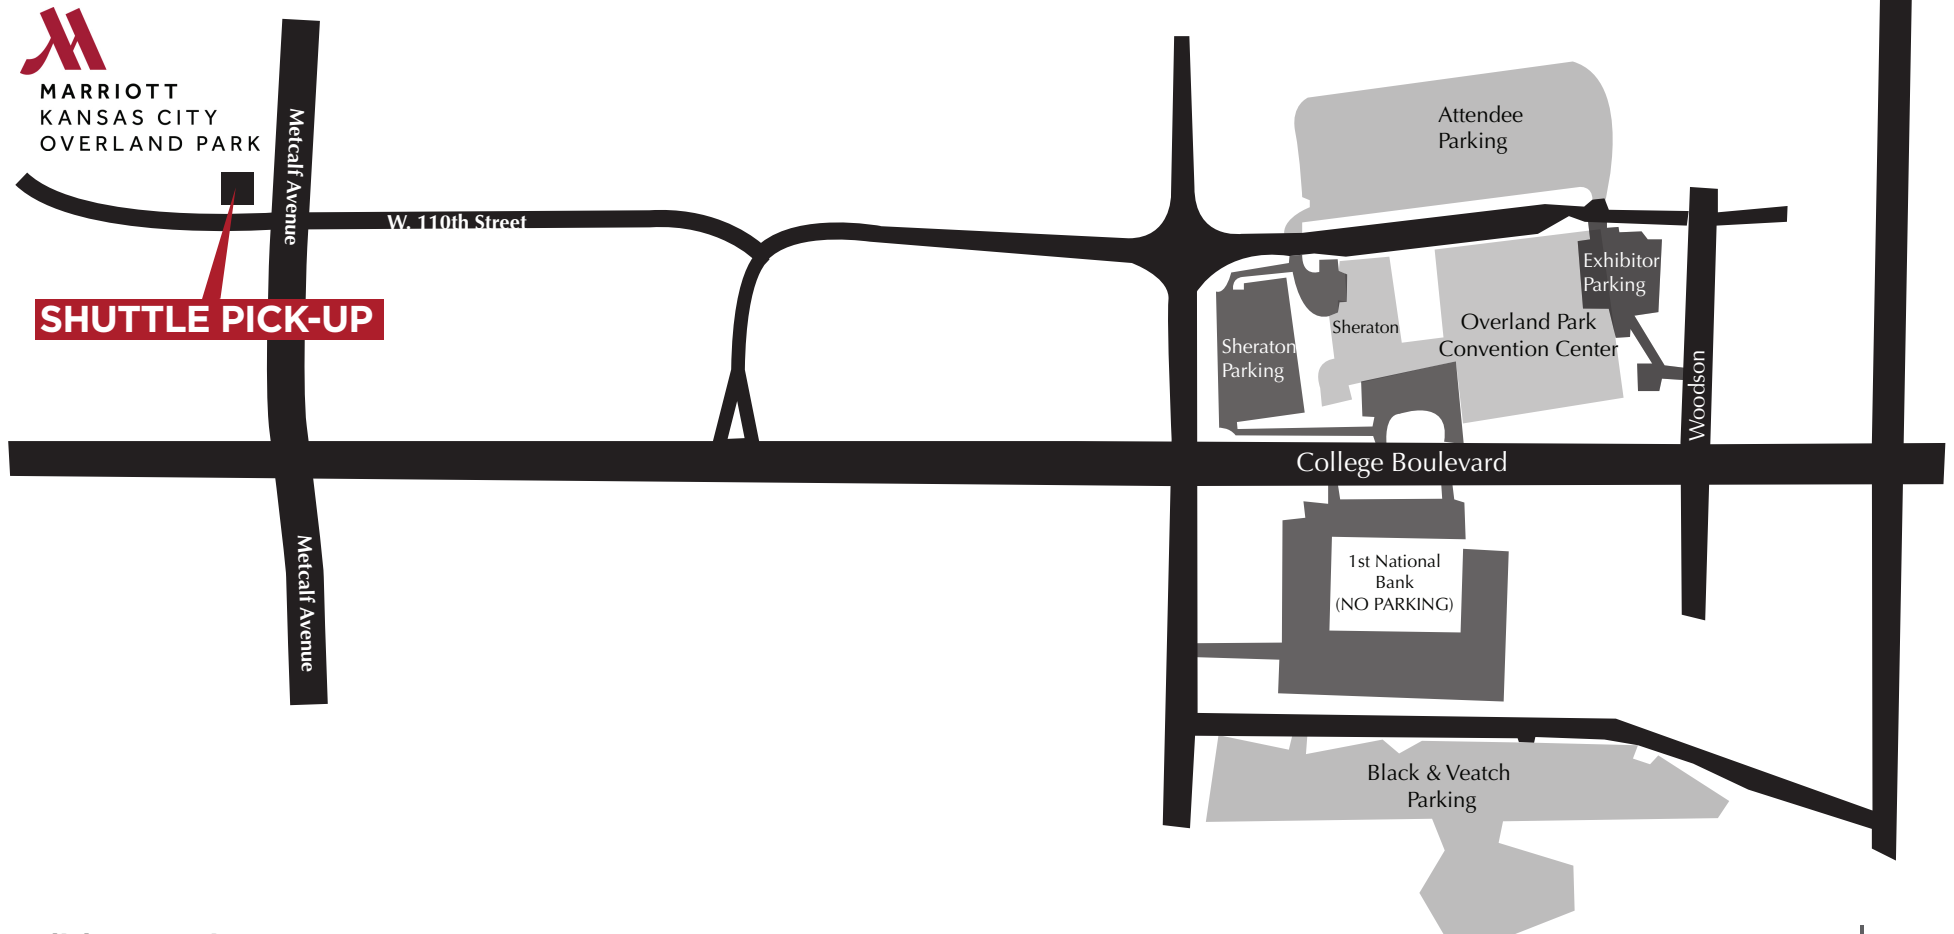 MARRIOTT
KANSAS CITY
OVERLAND PARK
Metcalf Avenue
W. 110th Street
SHUTTLE PICK-UP
Metcalf Avenue
Attendee
Parking
Exhibitor
Parking
Sheraton
Overland Park
Convention Center
Sheraton
Parking
Woodson
College Boulevard
1st National
Bank
(NO PARKING)
Black & Veatch
Parking